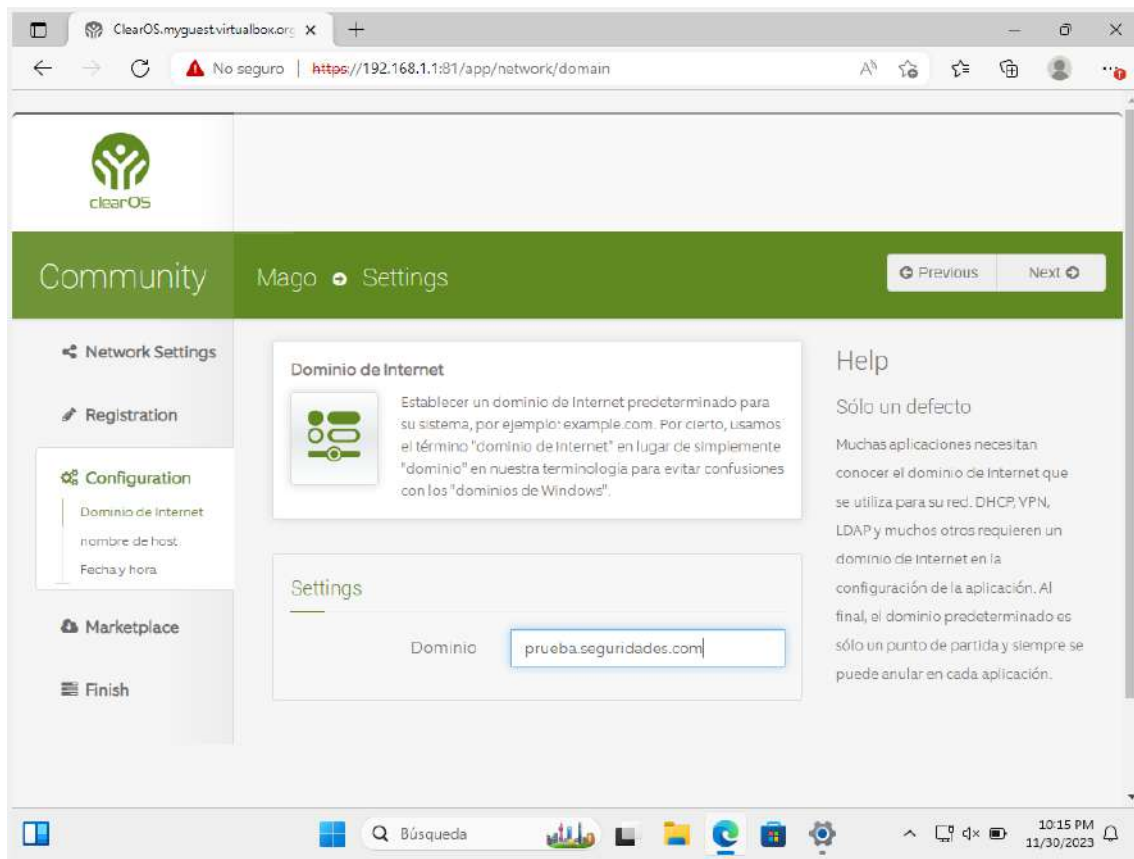 ClearOS.myguest.virtualbox.org
No seguro | https://192.168.1.1:81/app/network/domain
clearOS
Community
Mago Settings
Previous
Next
Network Settings
Registration
Configuration
Dominio de Internet
nombre de host
Fecha y hora
Marketplace
Finish
Dominio de Internet
Establecer un dominio de Internet predeterminado para
su sistema, por ejemplo: example.com. Por cierto, usamos
el término "dominio de Internet" en lugar de simplemente
"dominio" en nuestra terminología para evitar confusiones
con los "dominios de Windows".
Settings
Dominio
prueba.seguridades.com
Help
Sólo un defecto
Muchas aplicaciones necesitan
conocer el dominio de Internet que
se utiliza para su red. DHCP, VPN,
LDAP y muchos otros requieren un
dominio de Internet en la
configuración de la aplicación. Al
final, el dominio predeterminado es
sólo un punto de partida y siempre se
puede anular en cada aplicación.
Búsqueda
10:15 PM
11/30/2023